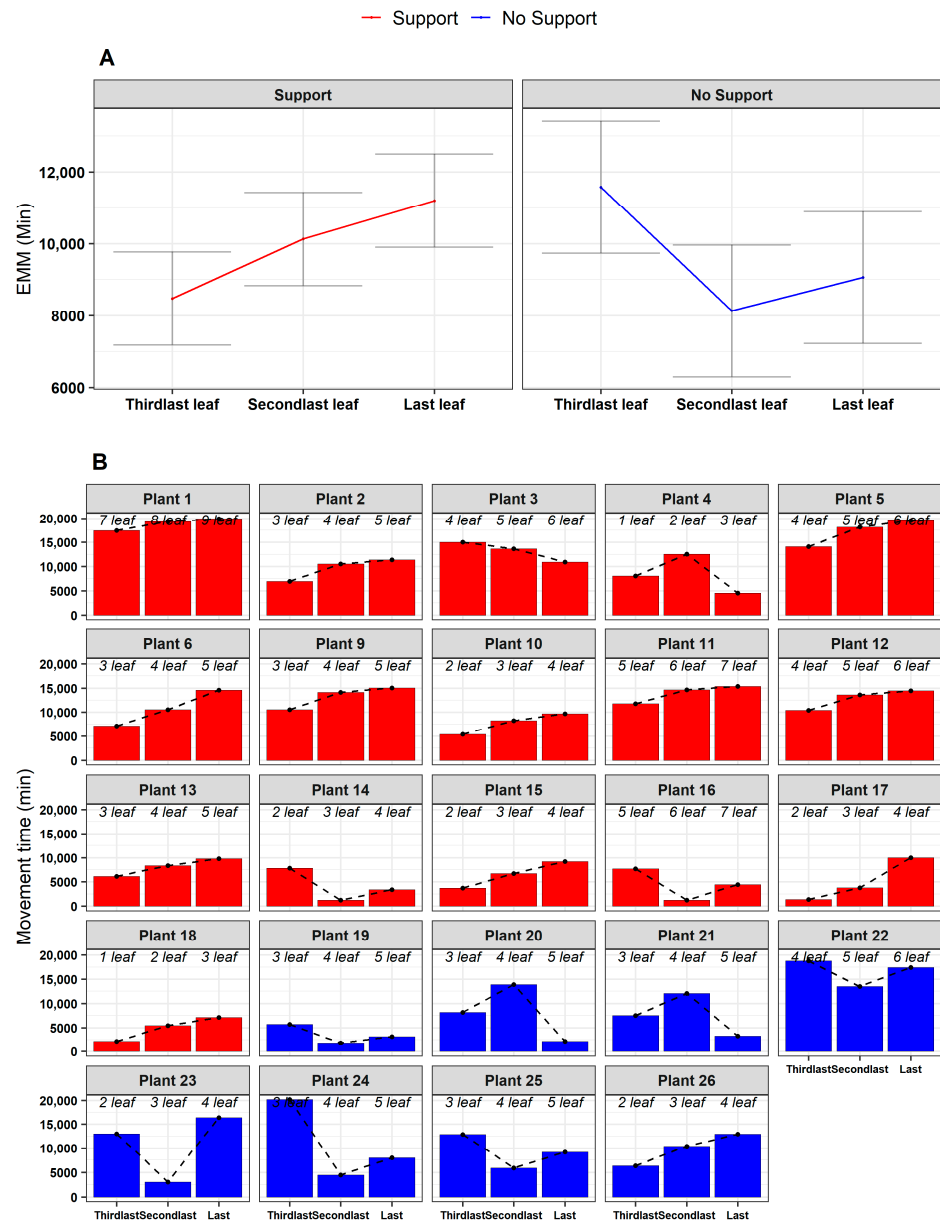 Support No Support
A
Support No Support
12,000
10,000
8000
6000
EMM (Min)
Thirdlast leaf Secondlast leaf Last leaf Thirdlast leaf Secondlast leaf Last leaf
B
Movement time (min)
Plant 1 Plant 2 Plant 3 Plant 4 Plant 5
7 leaf 8 leaf 9 leaf 3 leaf 4 leaf 5 leaf 4 leaf 5 leaf 6 leaf 1 leaf 2 leaf 3 leaf 4 leaf 5 leaf 6 leaf
20,000
15,000
10,000
5000
0
Plant 6 Plant 9 Plant 10 Plant 11 Plant 12
3 leaf 4 leaf 5 leaf 3 leaf 4 leaf 5 leaf 2 leaf 3 leaf 4 leaf 5 leaf 6 leaf 7 leaf 4 leaf 5 leaf 6 leaf
20,000
15,000
10,000
5000
0
Plant 13 Plant 14 Plant 15 Plant 16 Plant 17
3 leaf 4 leaf 5 leaf 2 leaf 3 leaf 4 leaf 2 leaf 3 leaf 4 leaf 5 leaf 6 leaf 7 leaf 2 leaf 3 leaf 4 leaf
20,000
15,000
10,000
5000
0
Plant 18 Plant 19 Plant 20 Plant 21 Plant 22
1 leaf 2 leaf 3 leaf 3 leaf 4 leaf 5 leaf 3 leaf 4 leaf 5 leaf 3 leaf 4 leaf 5 leaf 4 leaf 5 leaf 6 leaf
20,000
15,000
10,000
5000
0
Thirdlast Secondlast Last
Plant 23 Plant 24 Plant 25 Plant 26
2 leaf 3 leaf 4 leaf 3 leaf 4 leaf 5 leaf 3 leaf 4 leaf 5 leaf 2 leaf 3 leaf 4 leaf
20,000
15,000
10,000
5000
0
Thirdlast Secondlast Last Thirdlast Secondlast Last Thirdlast Secondlast Last Thirdlast Secondlast Last